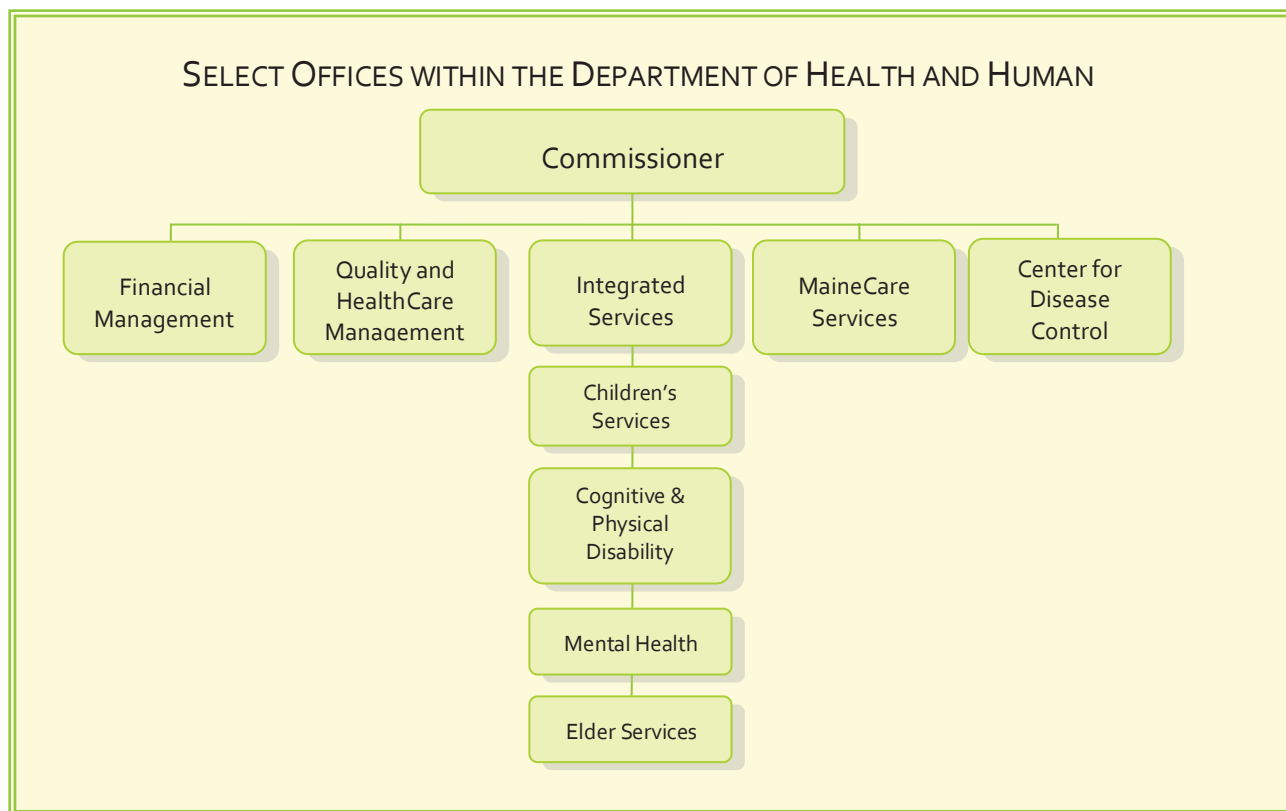 SELECT OFFICES WITHIN THE DEPARTMENT OF HEALTH AND HUMAN
Commissioner
Financial
Management
Quality and
HealthCare
Management
Integrated
Services
MaineCare
Services
Center for
Disease
Control
Children's
Services
Cognitive &
Physical
Disability
Mental Health
Elder Services